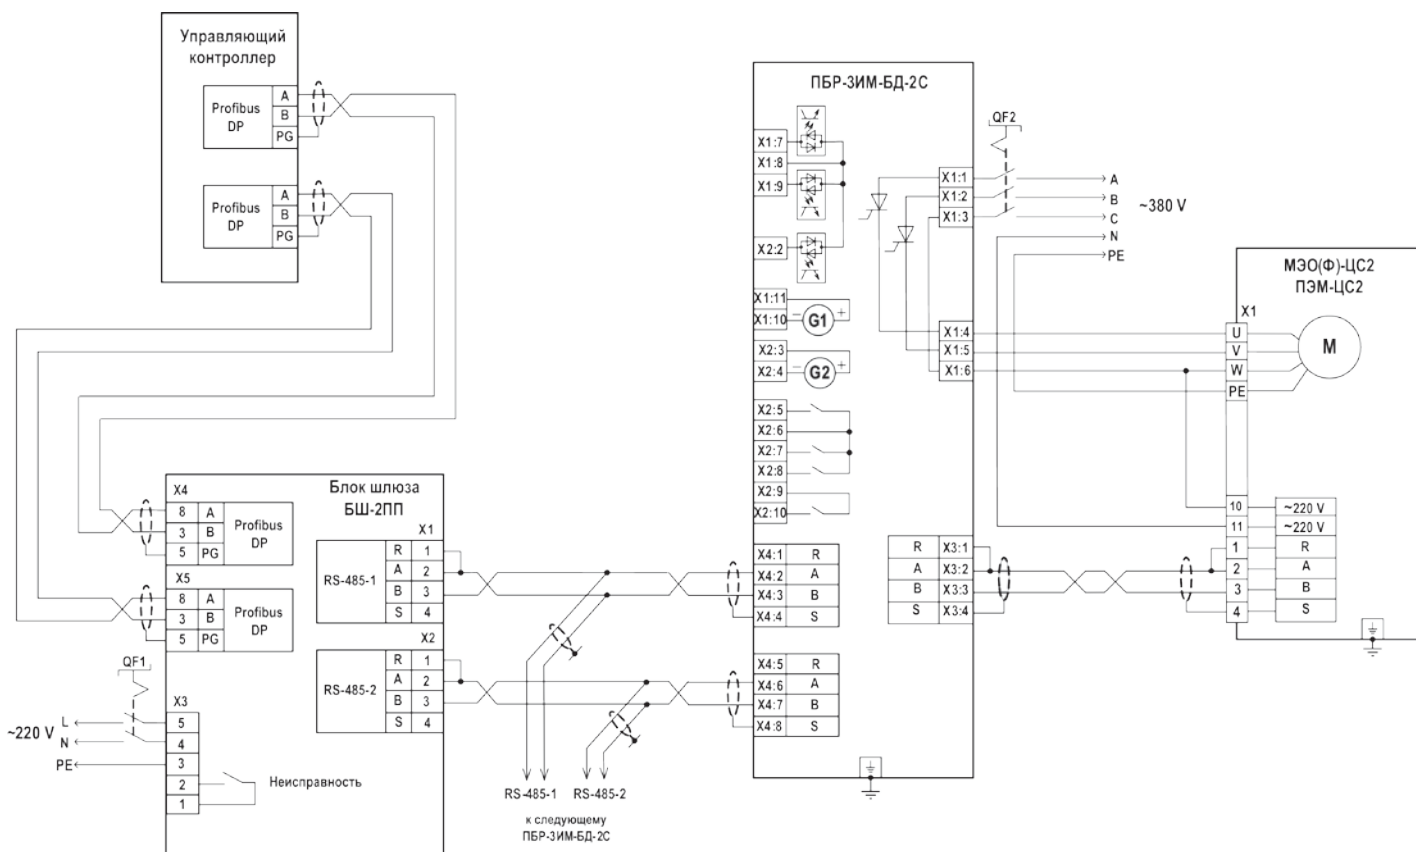 Управляющий
контроллер
Profibus
DP
A
B
PG
Profibus
DP
A
B
PG
X4
8 A
3 B
5 PG
Profibus
DP
X5
8 A
3 B
5 PG
Profibus
DP
Блок шлюза
БШ-2ПП
X1
RS-485-1
R 1
A 2
B 3
S 4
X2
RS-485-2
R 1
A 2
B 3
S 4
QF1
~220 V
L
N
PE
X3
5
4
3
2
1
Неисправность
RS-485-1 RS-485-2
к следующему
ПБР-3ИМ-БД-2С
ПБР-3ИМ-БД-2С
X1:7
X1:8
X1:9
X2:2
X1:11
X1:10
− G1 +
X2:3
X2:4
− G2 +
X2:5
X2:6
X2:7
X2:8
X2:9
X2:10
X4:1 R
X4:2 A
X4:3 B
X4:4 S
X4:5 R
X4:6 A
X4:7 B
X4:8 S
X1:1
X1:2
X1:3
X1:4
X1:5
X1:6
R X3:1
A X3:2
B X3:3
S X3:4
QF2
A
B
C
N
PE
~380 V
МЭО(Ф)-ЦС2
ПЭМ-ЦС2
X1
U
V
W
PE
M
10 ~220 V
11 ~220 V
1 R
2 A
3 B
4 S